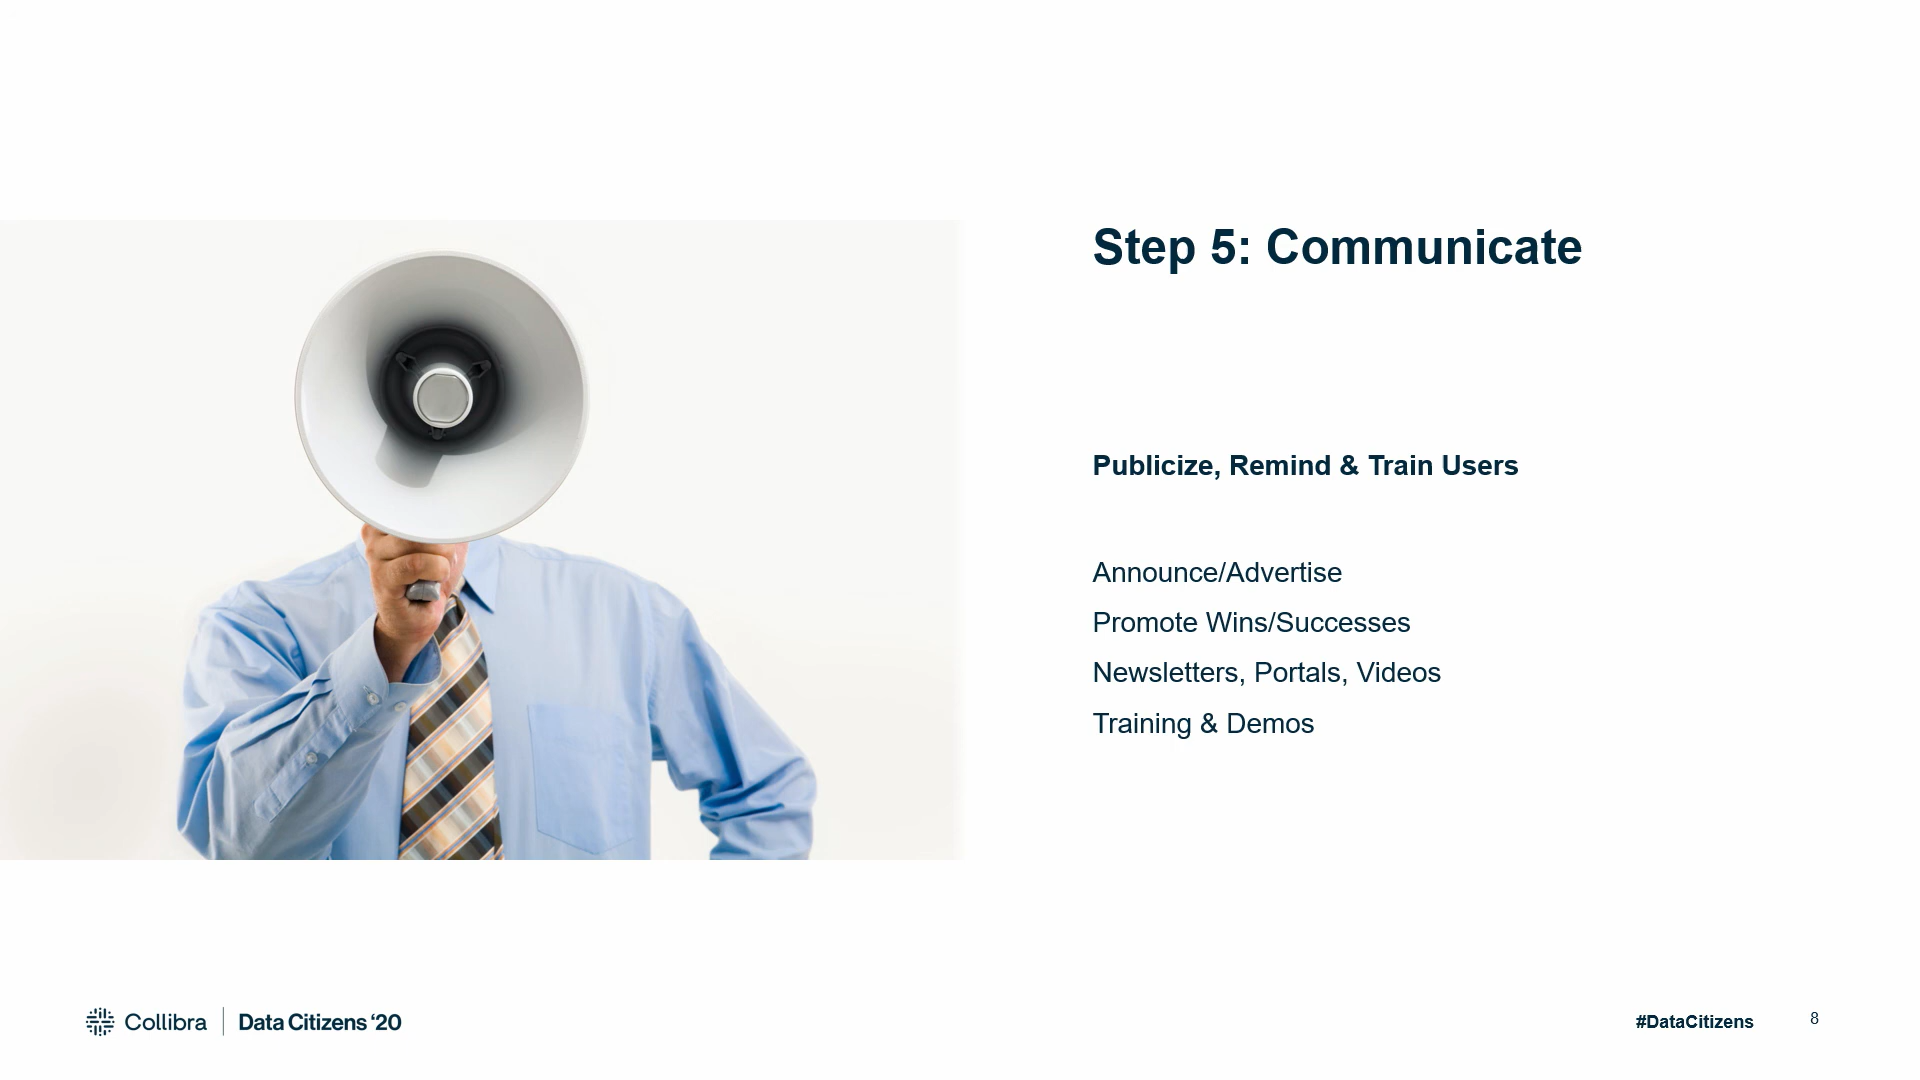 Step 5: Communicate
Publicize, Remind & Train Users
Announce/Advertise
Promote Wins/Successes
Newsletters, Portals, Videos
Training & Demos
Collibra | Data Citizens ‘20
#DataCitizens
8